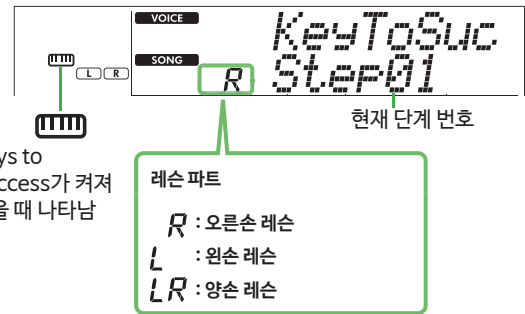 VOICE
KeyToSuc
SONG
L R
R
Step01
현재 단계 번호
ys to
ccess가 켜져
을 때 나타남
레슨 파트
R : 오른손 레슨
L : 왼손 레슨
LR : 양손 레슨